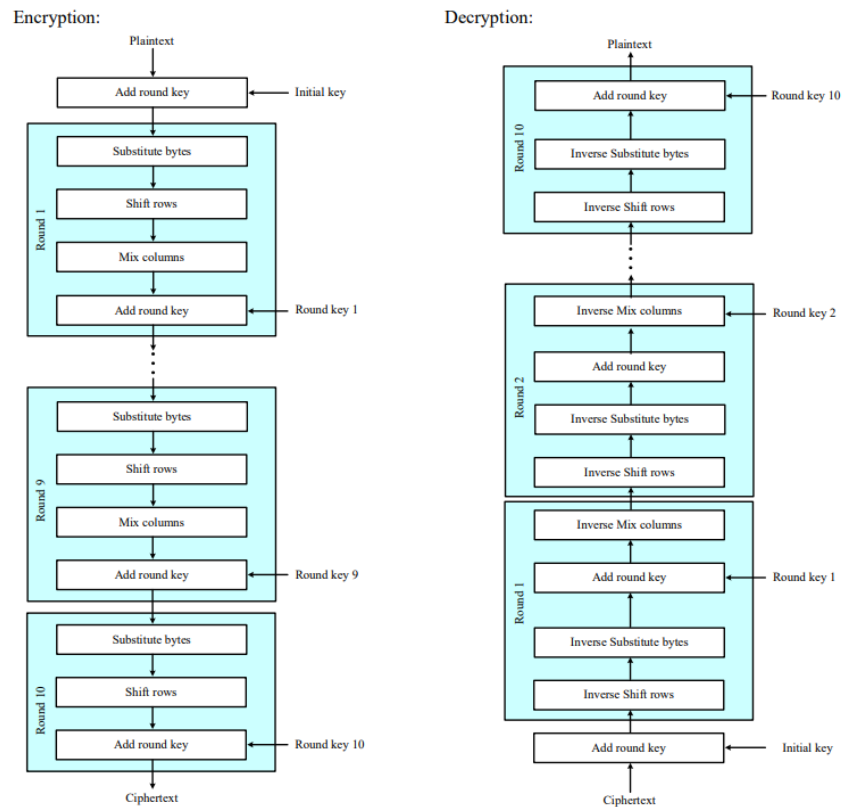 Encryption:
Plaintext
Add round key
Initial key
Substitute bytes
Shift rows
Mix columns
Add round key
Round key 1
Round 1
Substitute bytes
Shift rows
Mix columns
Add round key
Round key 9
Round 9
Substitute bytes
Shift rows
Add round key
Round key 10
Round 10
Ciphertext
Decryption:
Plaintext
Add round key
Round key 10
Inverse Substitute bytes
Inverse Shift rows
Round 10
Inverse Mix columns
Round key 2
Add round key
Inverse Substitute bytes
Inverse Shift rows
Round 2
Inverse Mix columns
Add round key
Round key 1
Inverse Substitute bytes
Inverse Shift rows
Round 1
Add round key
Initial key
Ciphertext